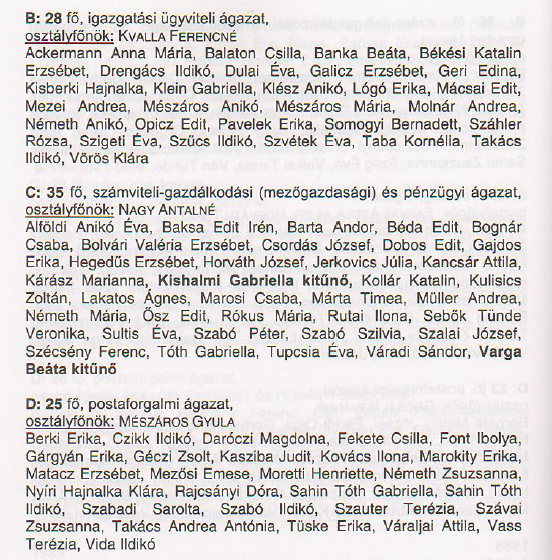 B: 28 fő, igazgatási ügyviteli ágazat,
osztályfőnök: KVALLA FERENCNÉ
Ackermann Anna Mária, Balaton Csilla, Banka Beáta, Békési Katalin
Erzsébet, Drengács Ildikó, Dulai Éva, Galicz Erzsébet, Geri Edina,
Kisberki Hajnalka, Klein Gabriella, Klész Anikó, Lógó Erika, Mácsai Edit,
Mezei Andrea, Mészáros Anikó, Mészáros Mária, Molnár Andrea,
Németh Anikó, Opicz Edit, Pavelek Erika, Somogyi Bernadett, Száhler
Rózsa, Szigeti Éva, Szűcs Ildikó, Szvétek Éva, Taba Kornélia, Takács
Ildikó, Vörös Klára
C: 35 fő, számviteli-gazdálkodási (mezőgazdasági) és pénzügyi ágazat,
osztályfőnök: NAGY ANTALNÉ
Alföldi Anikó Éva, Baksa Edit Irén, Barta Andor, Béda Edit, Bognár
Csaba, Bolvári Valéria Erzsébet, Csordás József, Dobos Edit, Gajdos
Erika, Hegedűs Erzsébet, Horváth József, Jerkovics Júlia, Kancsár Attila,
Kárász Marianna, Kishalmi Gabriella kitűnő, Kollár Katalin, Kulisics
Zoltán, Lakatos Ágnes, Marosi Csaba, Márta Timea, Müller Andrea,
Németh Mária, Ősz Edit, Rókus Mária, Rutai Ilona, Sebők Tünde
Veronika, Sultis Éva, Szabó Péter, Szabó Szilvia, Szalai József,
Szécsény Ferenc, Tóth Gabriella, Tupcsia Éva, Váradi Sándor, Varga
Beáta kitűnő
D: 25 fő, postaforgalmi ágazat,
osztályfőnök: MÉSZÁROS GYULA
Berki Erika, Czikk Ildikó, Daróczi Magdolna, Fekete Csilla, Font Ibolya,
Gárgyán Erika, Géczi Zsolt, Kasziba Judit, Kovács Ilona, Marokity Erika,
Matacz Erzsébet, Mezősi Emese, Moretti Henriette, Németh Zsuzsanna,
Nyíri Hajnalka Klára, Rajcsányi Dóra, Sahin Tóth Gabriella, Sahin Tóth
Ildikó, Szabadi Sarolta, Szabó Ildikó, Szauter Terézia, Szávai
Zsuzsanna, Takács Andrea Antónia, Tüske Erika, Váraljai Attila, Vass
Terézia, Vida Ildikó